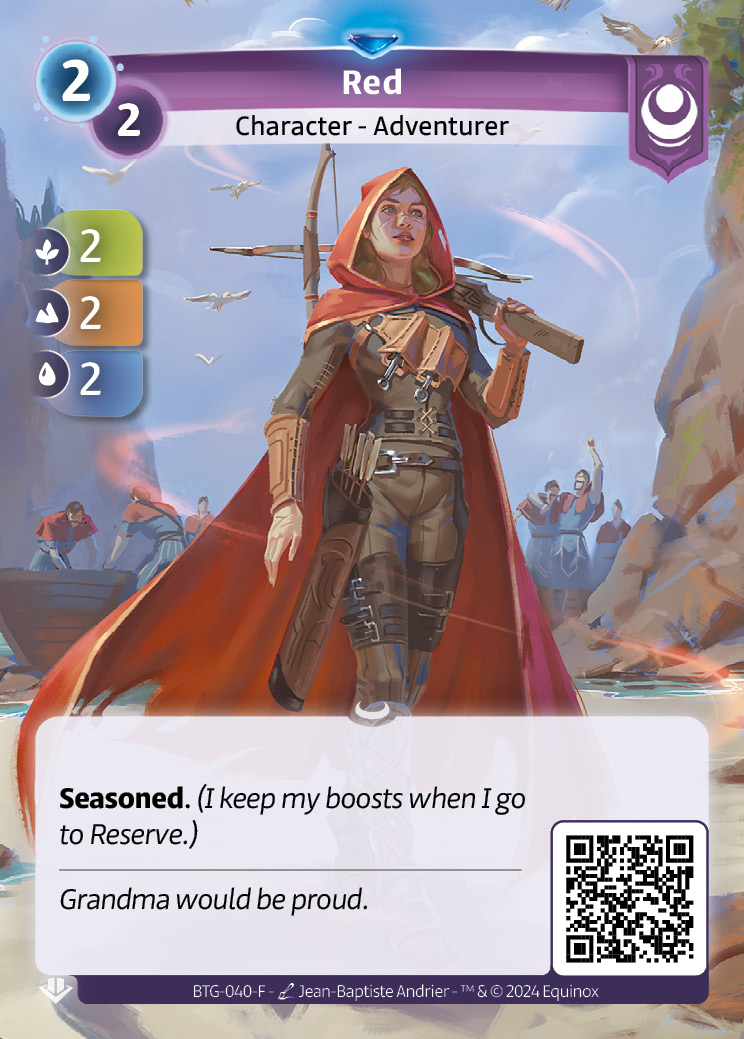 2
2
Red
Character - Adventurer
2
2
2
Seasoned. (I keep my boosts when I go
to Reserve.)
Grandma would be proud.
BTG-040-F - Jean-Baptiste Andrier - ™ & © 2024 Equinox